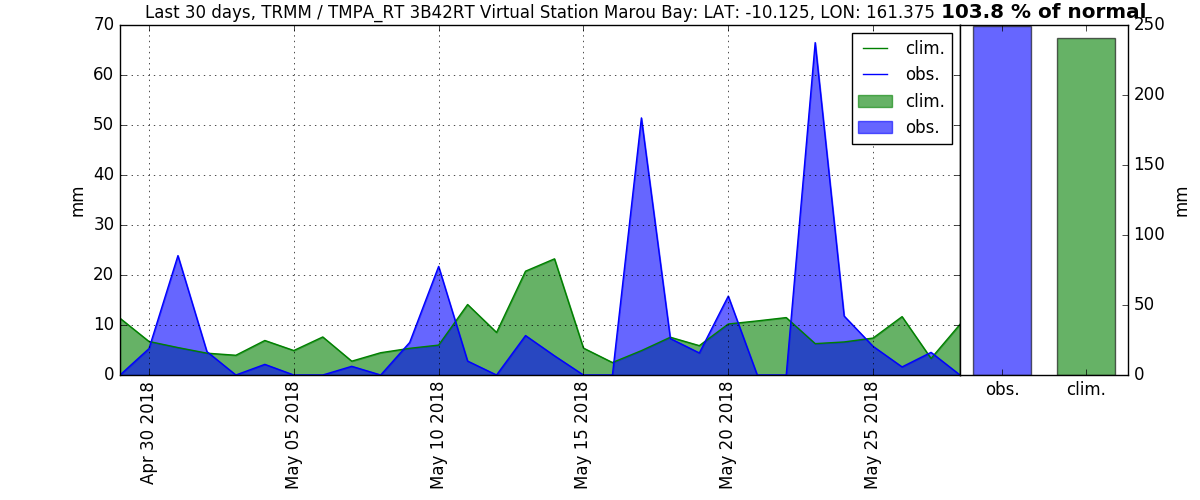 Last 30 days, TRMM / TMPA_RT 3B42RT Virtual Station Marou Bay: LAT: -10.125, LON: 161.375 103.8 % of normal
70
60
50
40
30
20
10
0
mm
clim.
obs.
clim.
obs.
Apr 30 2018
May 05 2018
May 10 2018
May 15 2018
May 20 2018
May 25 2018
250
200
150
100
50
0
mm
obs. clim.